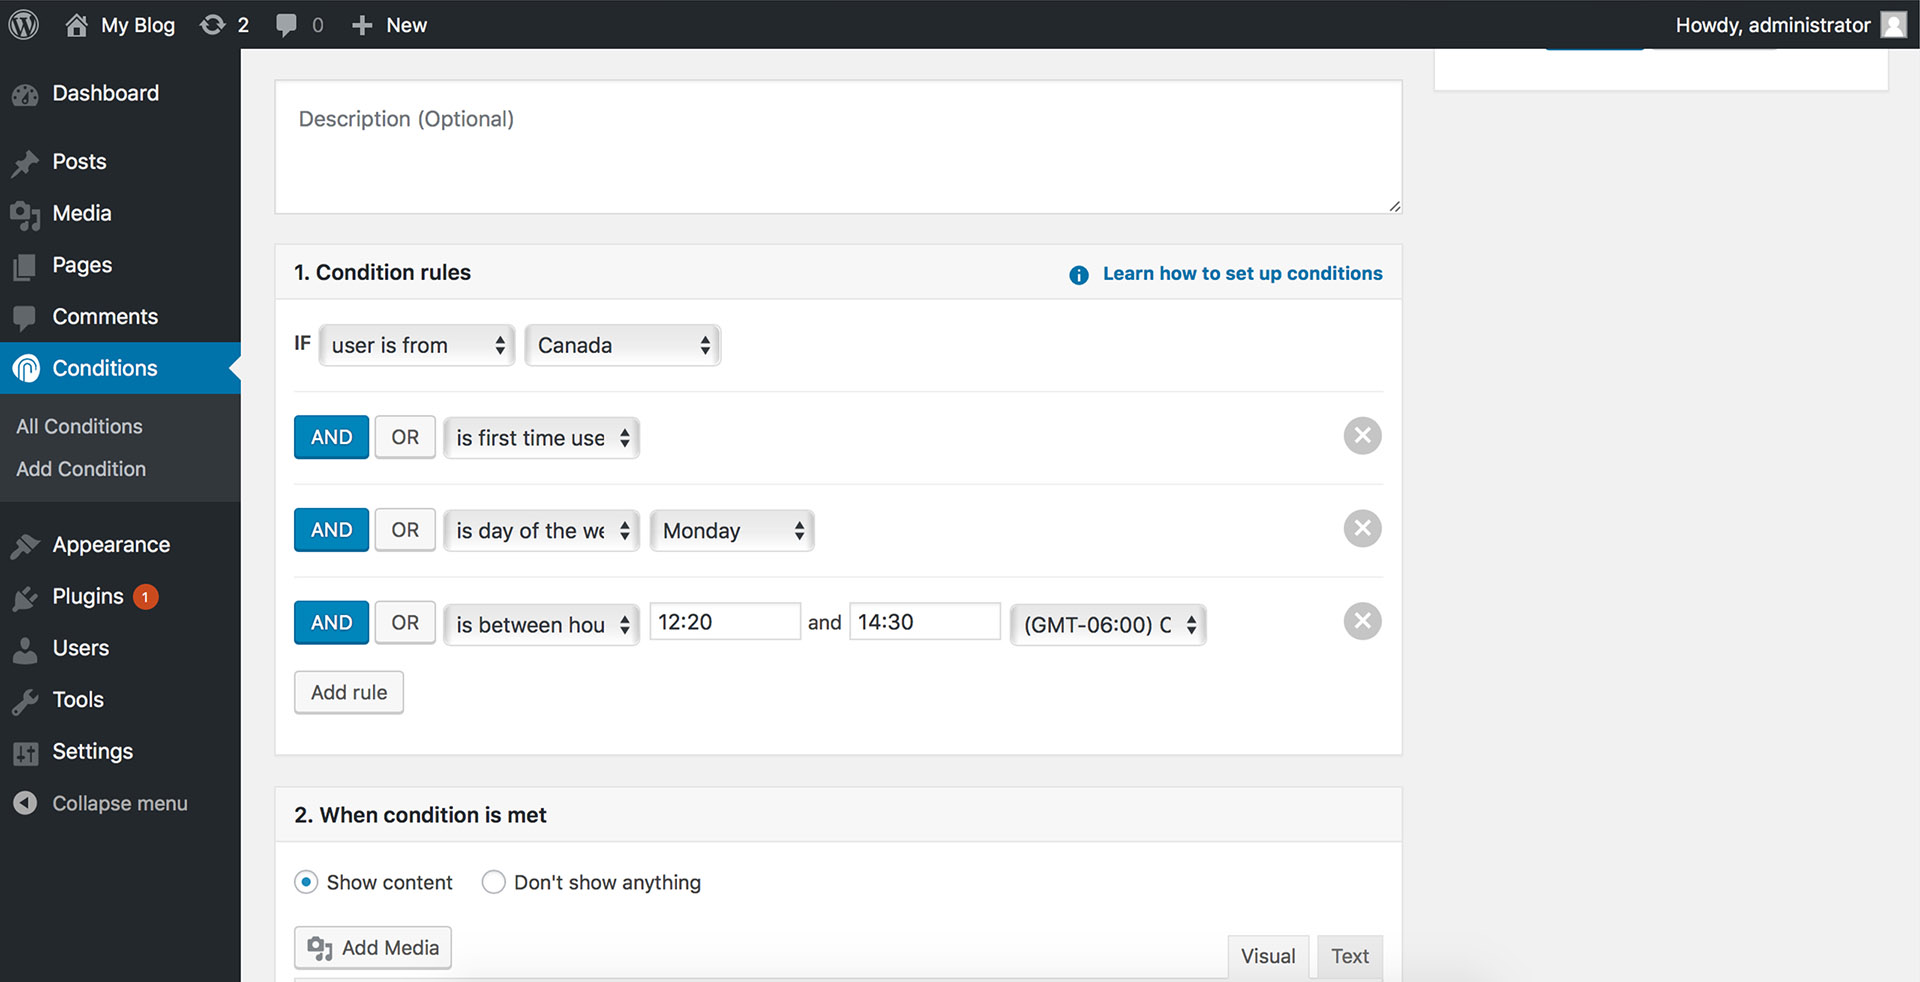 My Blog 2 0 New Howdy, administrator
Dashboard
Posts
Media
Pages
Comments
Conditions
All Conditions
Add Condition
Appearance
Plugins 1
Users
Tools
Settings
Collapse menu
Description (Optional)
1. Condition rules Learn how to set up conditions
IF user is from Canada
AND OR is first time use
AND OR is day of the we Monday
AND OR is between hou 12:20 and 14:30 (GMT-06:00) C
Add rule
2. When condition is met
Show content Don't show anything
Add Media Visual Text